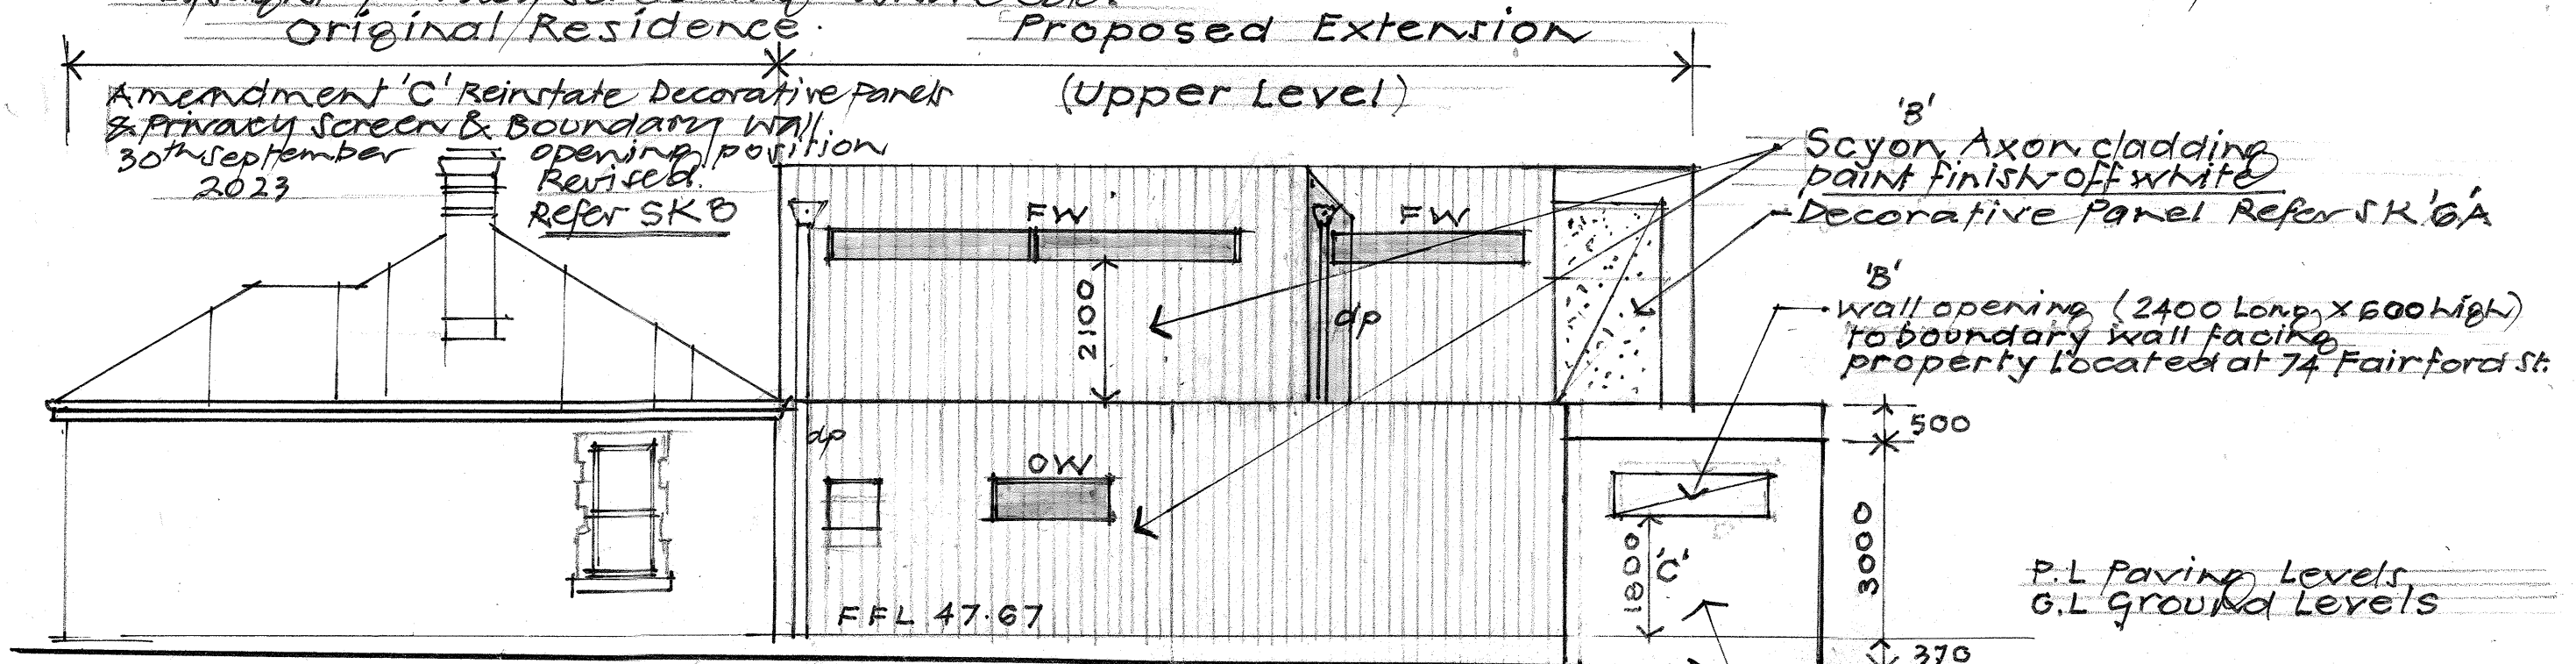 Original Residence.
Proposed Extension
(Upper Level)
Amendment 'C' Reinstate Decorative Panels
& Privacy Screen & Boundary Wall
30th September
opening position
2023
Revised.
Refer SK8
'B'
Scyon Axon cladding
paint finish-off white
Decorative Panel Refer SK'6'A
'B'
wall opening (2400 Long x 600 high)
to boundary wall facing
property located at 74 Fairford St.
FW
FW
2100
dp
dp
OW
500
3000
1800
'C'
FFL 47.67
P.L Paving Levels
G.L Ground Levels
370